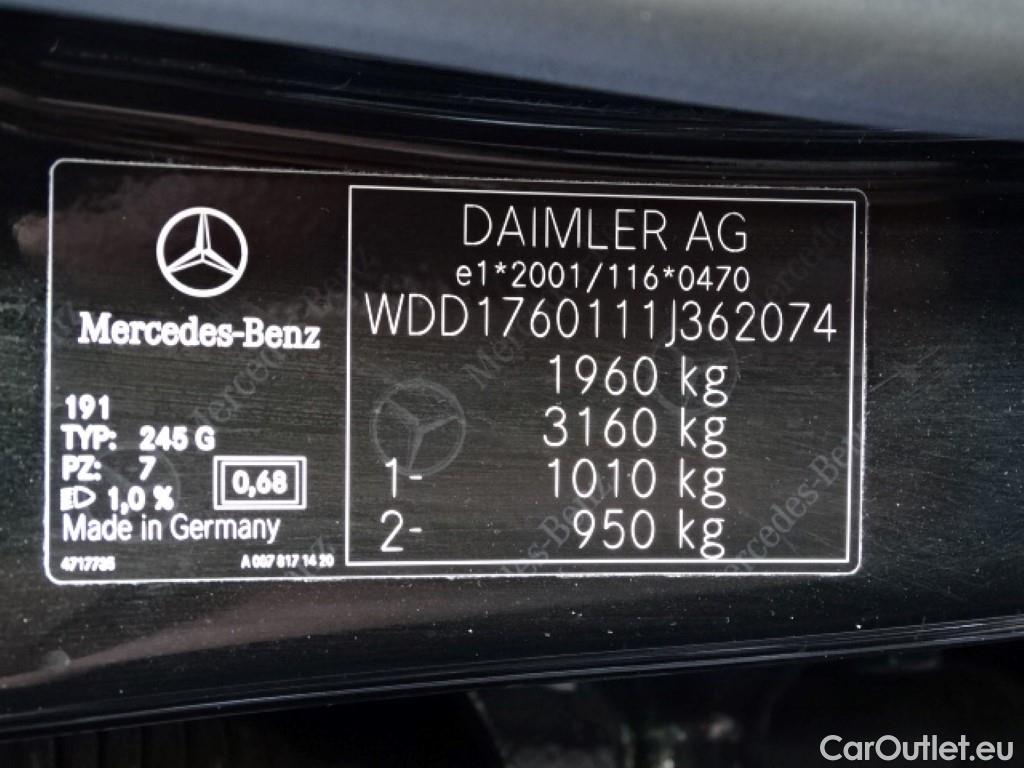 Mercedes-Benz
191
TYP: 245 G
PZ: 7
1,0 %
0,68
Made in Germany
4717735
A 007 817 14 20
DAIMLER AG
e1*2001/116*0470
WDD1760111J362074
1960 kg
3160 kg
1- 1010 kg
2- 950 kg
CarOutlet.eu